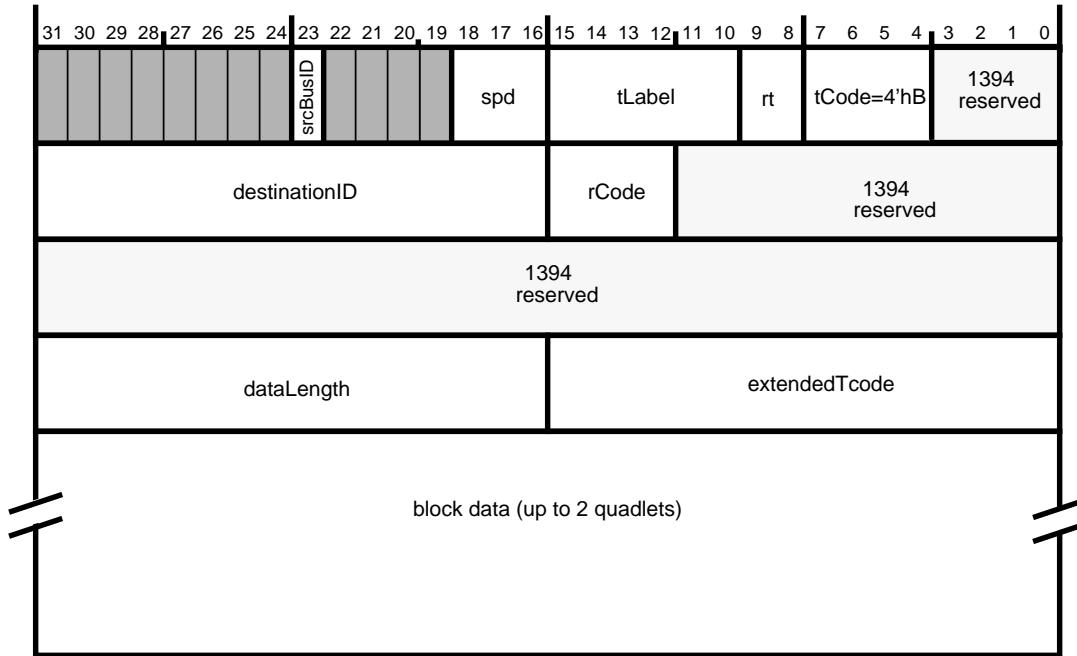 31 30 29 28 27 26 25 24 23 22 21 20 19 18 17 16 15 14 13 12 11 10 9 8 7 6 5 4 3 2 1 0
srcBusID
spd
tLabel
rt
tCode=4'hB
1394
reserved
destinationID
rCode
1394
reserved
1394
reserved
dataLength
extendedTcode
block data (up to 2 quadlets)